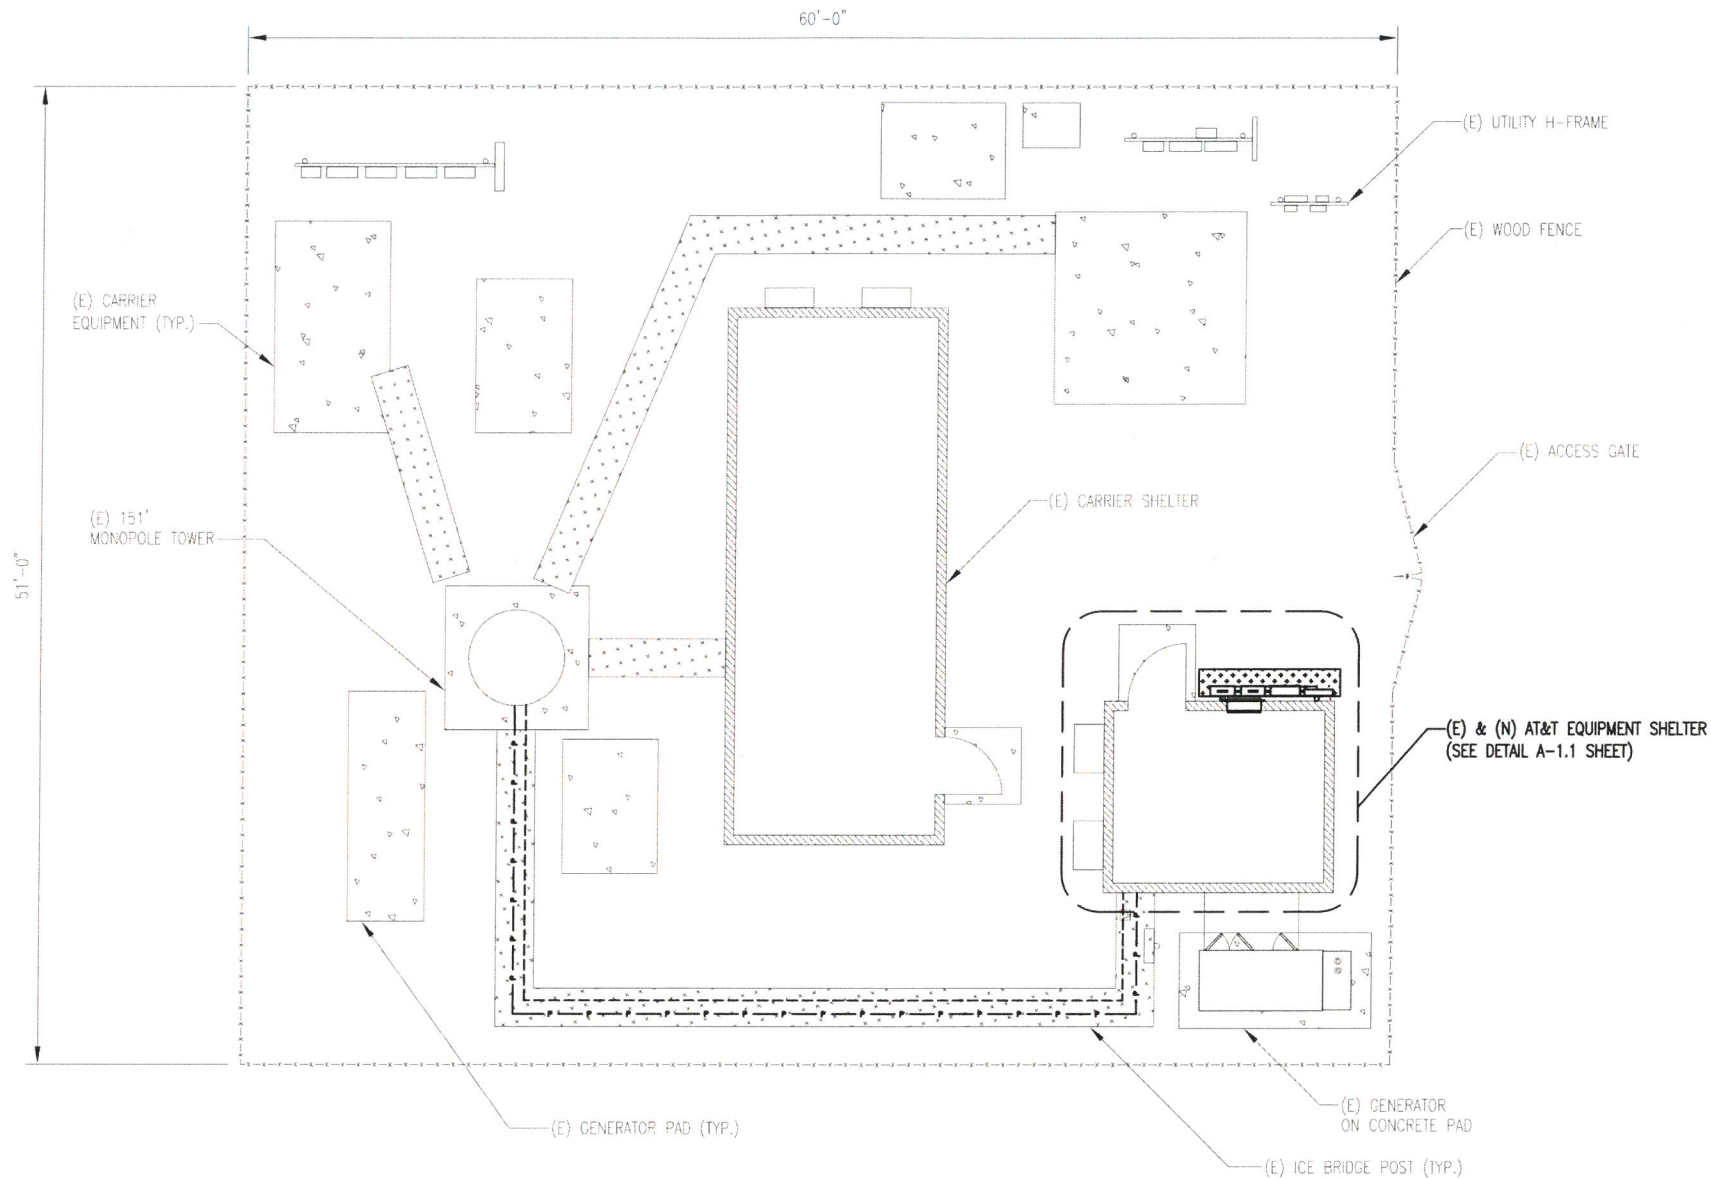 60'-0"
(E) UTILITY H-FRAME
(E) WOOD FENCE
(E) CARRIER
EQUIPMENT (TYP.)
(E) ACCESS GATE
(E) CARRIER SHELTER
(E) 151'
MONOPOLE TOWER
51'-0"
(E) & (N) AT&T EQUIPMENT SHELTER
(SEE DETAIL A-1.1 SHEET)
P P P P P P P P P P P P P P P P P P P P P P P
(E) GENERATOR
ON CONCRETE PAD
(E) GENERATOR PAD (TYP.)
(E) ICE BRIDGE POST (TYP.)